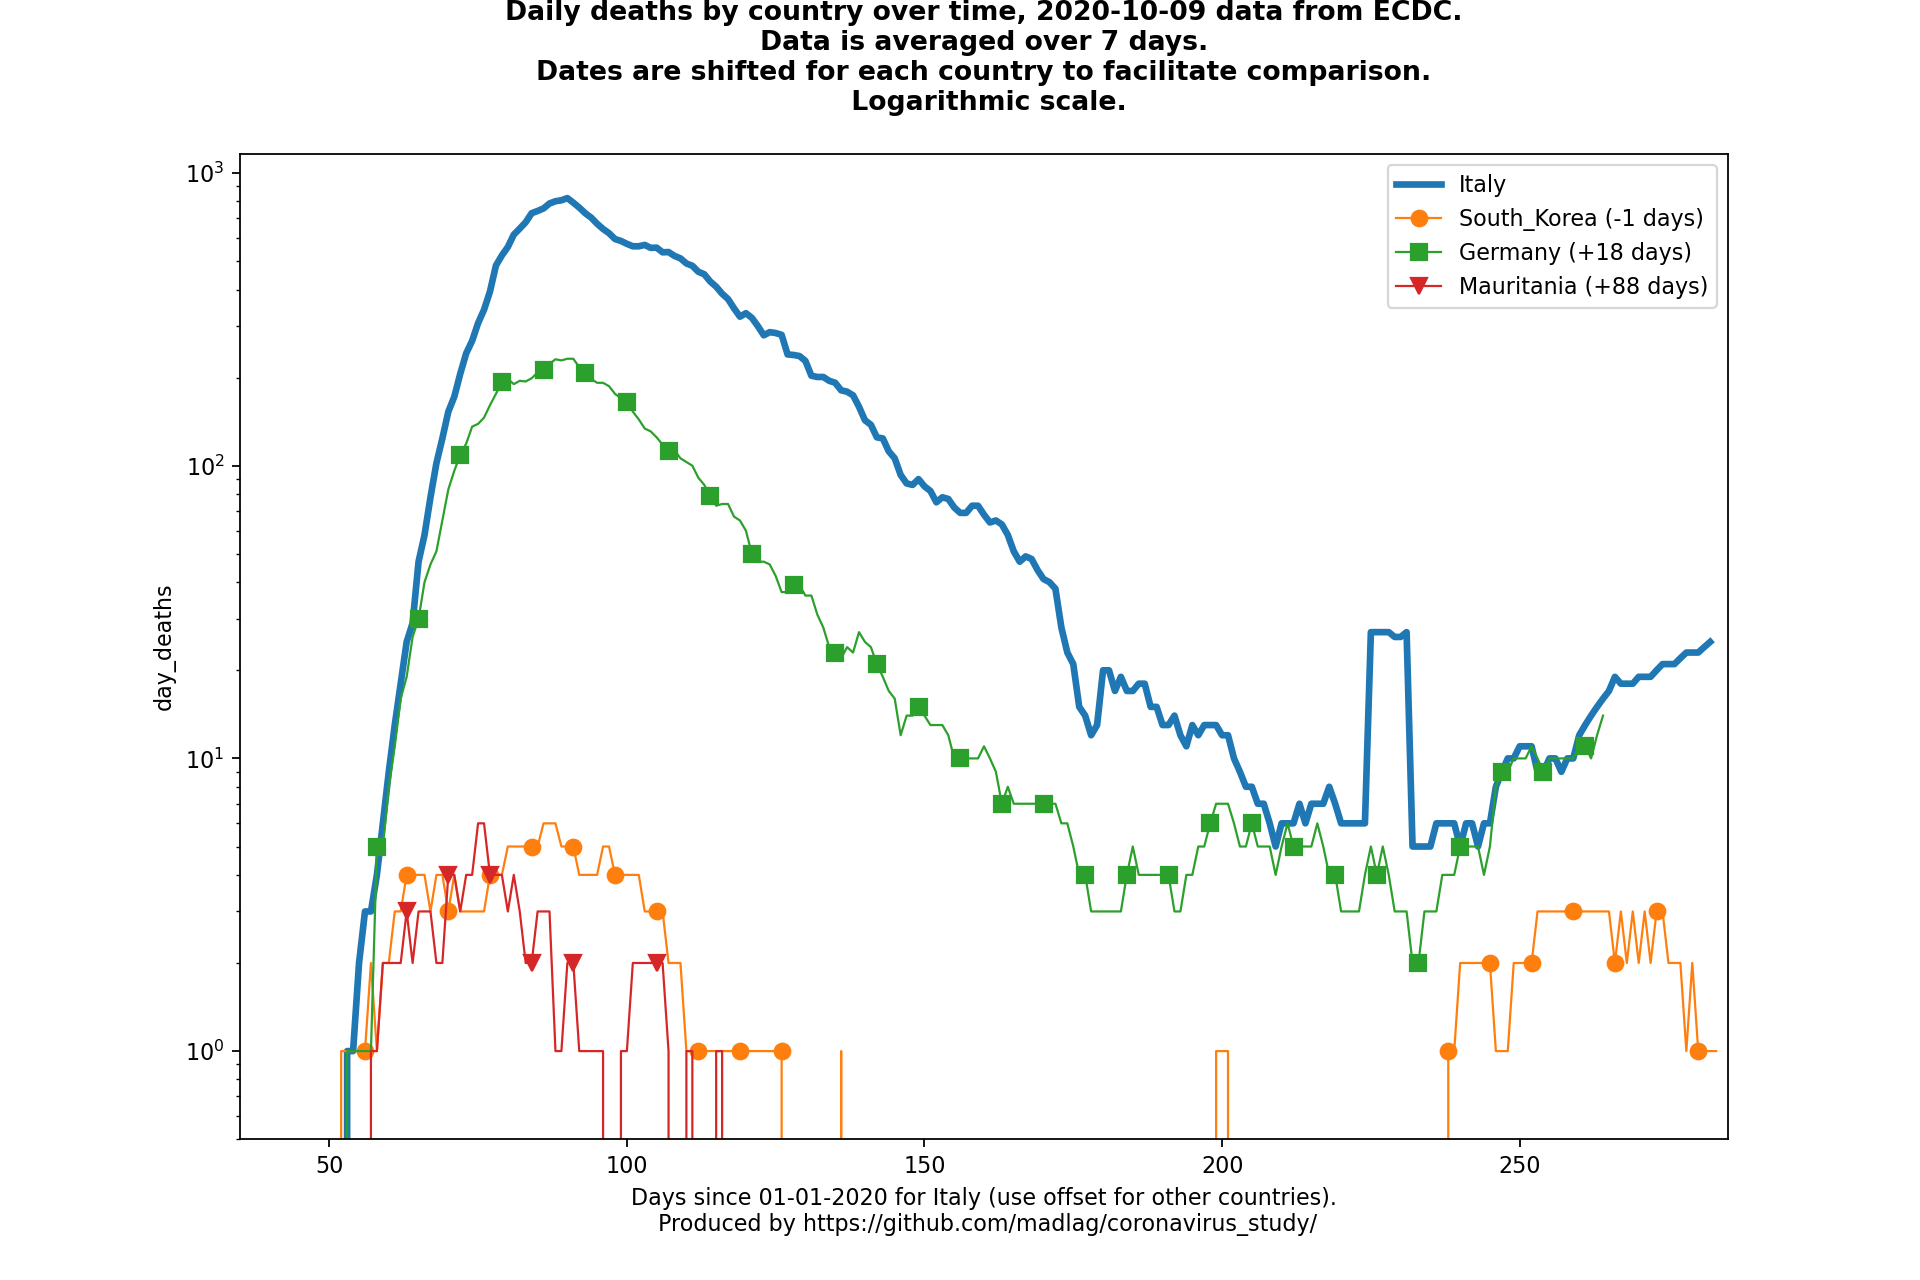 Daily deaths by country over time, 2020-10-09 data from ECDC.
Data is averaged over 7 days.
Dates are shifted for each country to facilitate comparison.
Logarithmic scale.
10³
10²
10¹
10⁰
day_deaths
Italy
South_Korea (-1 days)
Germany (+18 days)
Mauritania (+88 days)
50 100 150 200 250
Days since 01-01-2020 for Italy (use offset for other countries).
Produced by https://github.com/madlag/coronavirus_study/